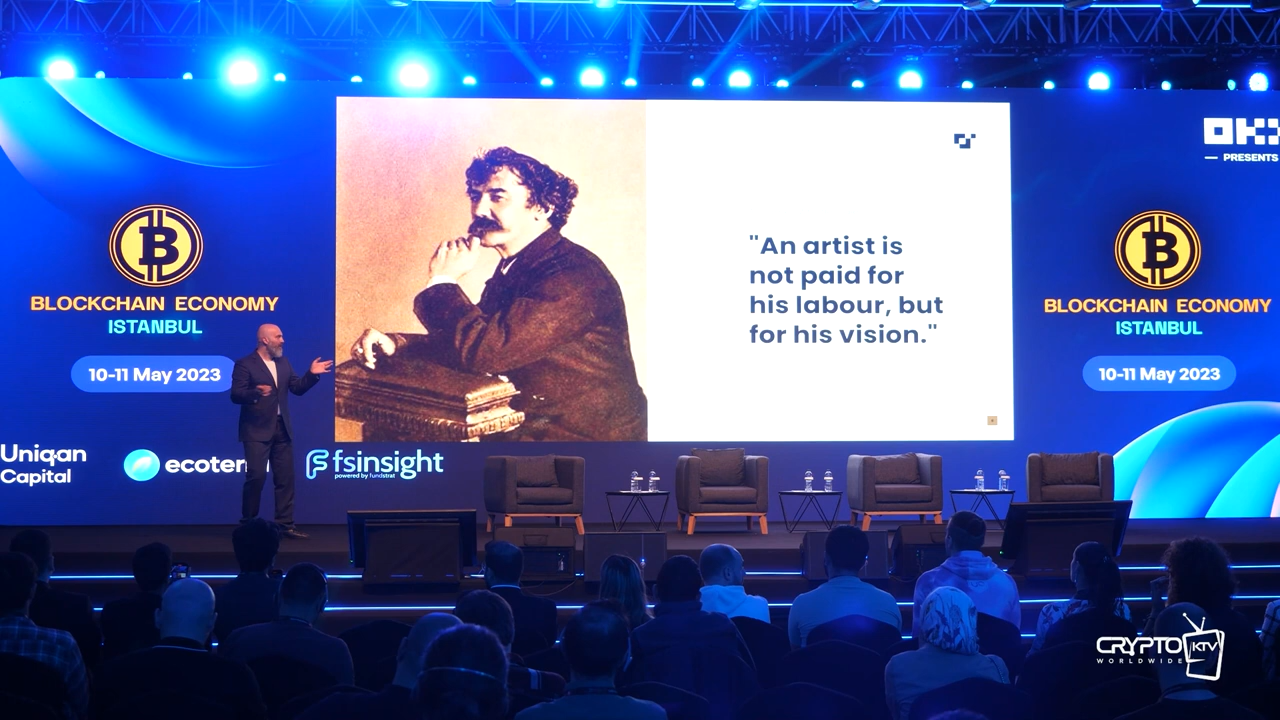 "An artist is
not paid for
his labour, but
for his vision."
BLOCKCHAIN ECONOMY
ISTANBUL
10-11 May 2023
Uniqan
Capital
fsinsight
powered by fundstrat
PRESENTS
BLOCKCHAIN ECONOMY
ISTANBUL
10-11 May 2023
CRYPTO KTV
WORLDWIDE